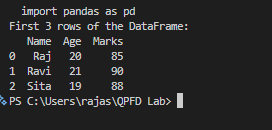 import pandas as pd
First 3 rows of the DataFrame:
Name Age Marks
0 Raj 20 85
1 Ravi 21 90
2 Sita 19 88
PS C:\Users\rajas\QPFD Lab>